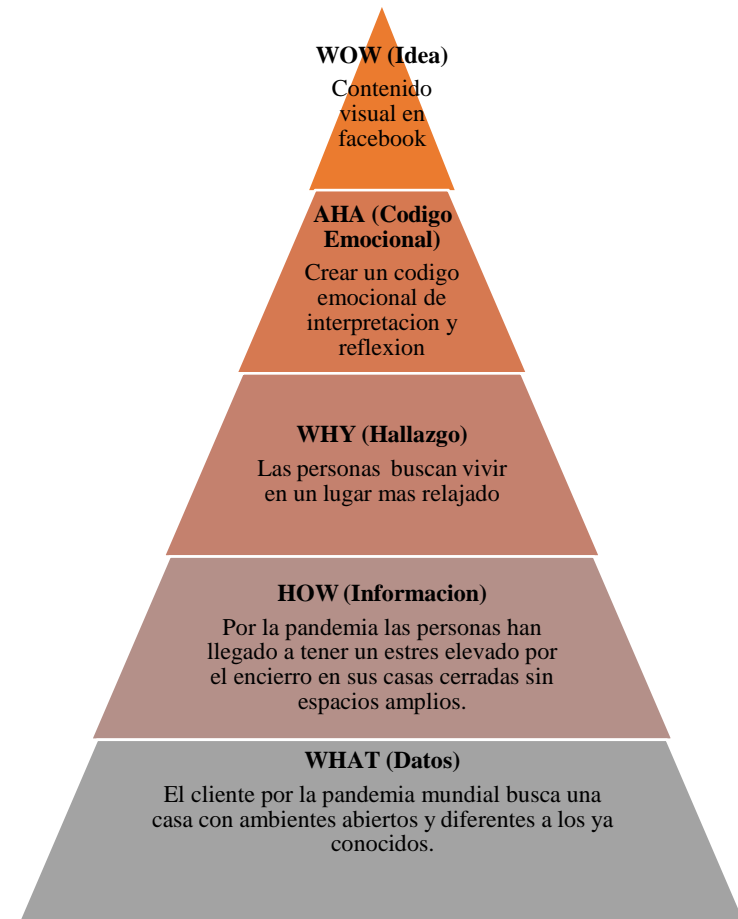 WOW (Idea)
Contenido
visual en
facebook
AHA (Codigo
Emocional)
Crear un codigo
emocional de
interpretacion y
reflexion
WHY (Hallazgo)
Las personas  buscan vivir
en un lugar mas relajado
HOW (Informacion)
Por la pandemia las personas han
llegado a tener un estres elevado por
el encierro en sus casas cerradas sin
espacios amplios.
WHAT (Datos)
El cliente por la pandemia mundial busca una
casa con ambientes abiertos y diferentes a los ya
conocidos.